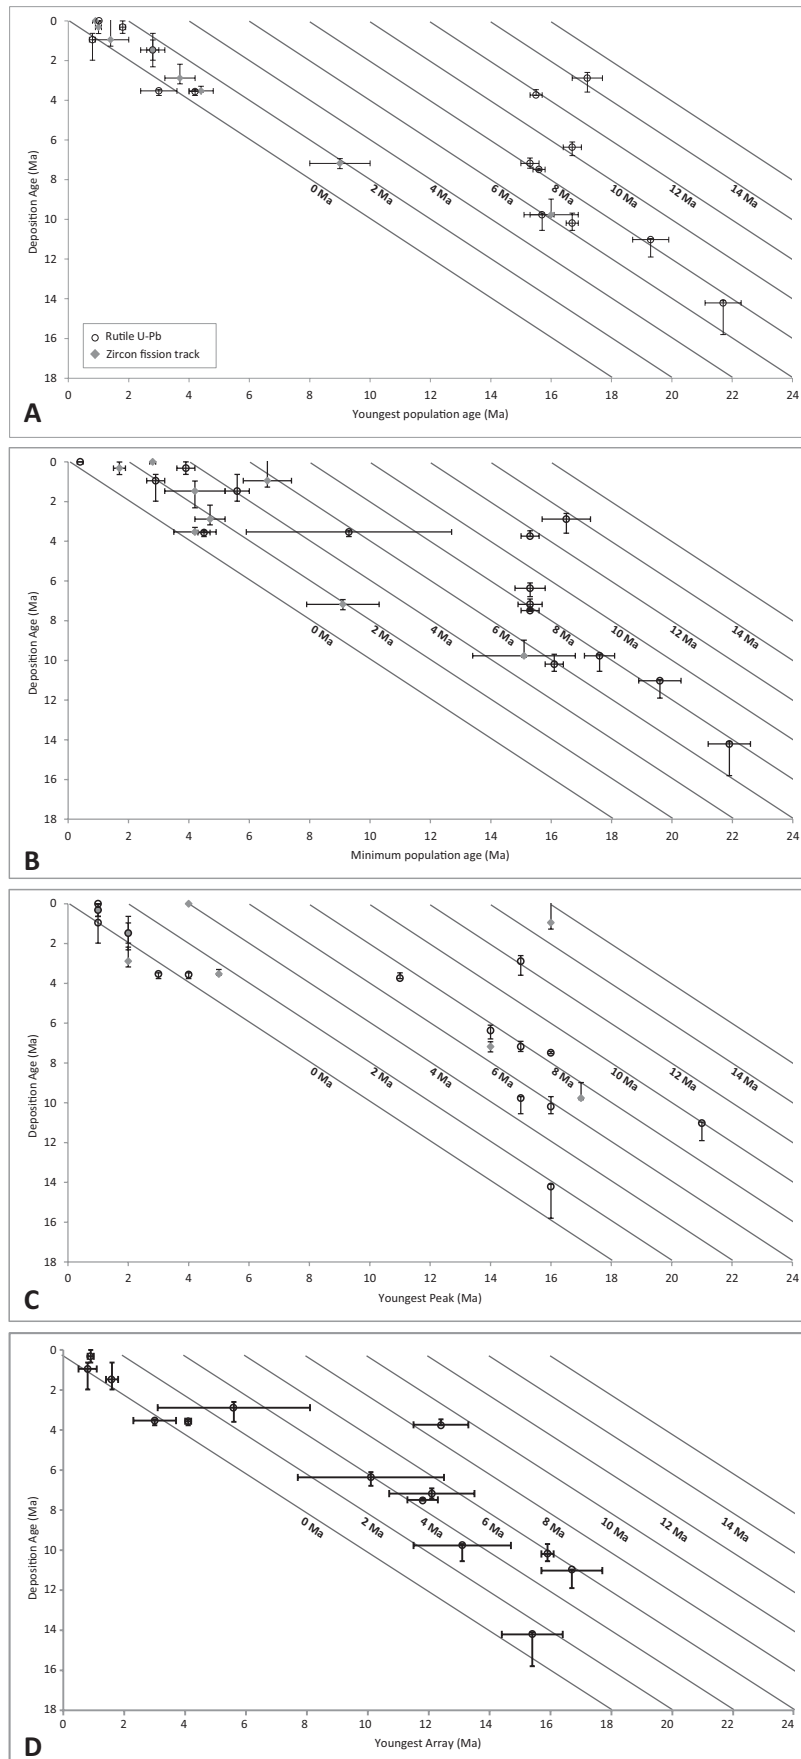 0 2 4 6 8 10 12 14 16 18
Deposition Age (Ma)
0 Ma 2 Ma 4 Ma 6 Ma 8 Ma 10 Ma 12 Ma 14 Ma
Rutile U-Pb
Zircon fission track
0 2 4 6 8 10 12 14 16 18 20 22 24
Youngest population age (Ma)
A
0 2 4 6 8 10 12 14 16 18
Deposition Age (Ma)
0 Ma 2 Ma 4 Ma 6 Ma 8 Ma 10 Ma 12 Ma 14 Ma
0 2 4 6 8 10 12 14 16 18 20 22 24
Minimum population age (Ma)
B
0 2 4 6 8 10 12 14 16 18
Deposition Age (Ma)
0 Ma 2 Ma 4 Ma 6 Ma 8 Ma 10 Ma 12 Ma 14 Ma
0 2 4 6 8 10 12 14 16 18 20 22 24
Youngest Peak (Ma)
C
0 2 4 6 8 10 12 14 16 18
Deposition Age (Ma)
0 Ma 2 Ma 4 Ma 6 Ma 8 Ma 10 Ma 12 Ma 14 Ma
0 2 4 6 8 10 12 14 16 18 20 22 24
Youngest Array (Ma)
D